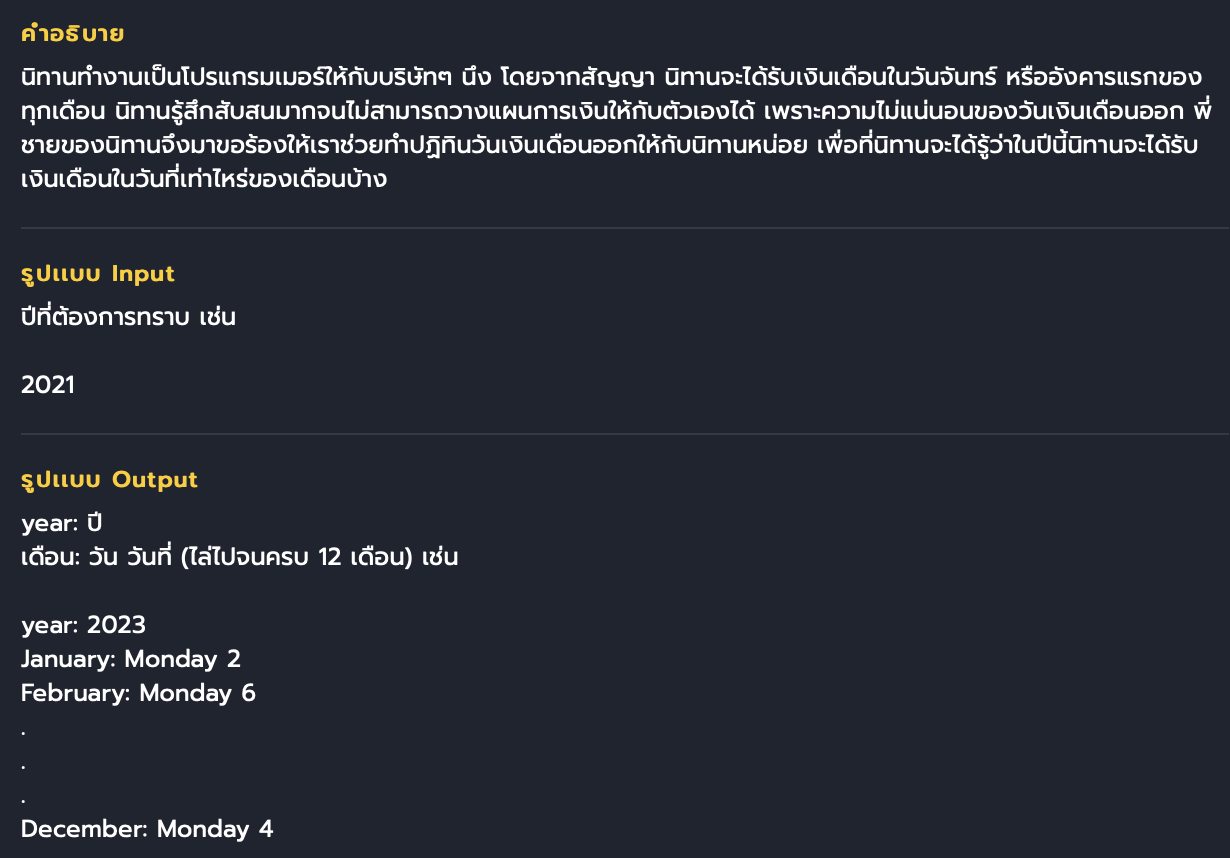 คำอธิบาย
นิทานทำงานเป็นโปรแกรมเมอร์ให้กับบริษัทๆ นึง โดยจากสัญญา นิทานจะได้รับเงินเดือนในวันจันทร์ หรืออังคารแรกของ
ทุกเดือน นิทานรู้สึกสับสนมากจนไม่สามารถวางแผนการเงินให้กับตัวเองได้ เพราะความไม่แน่นอนของวันเงินเดือนออก พี่
ชายของนิทานจึงมาขอร้องให้เราช่วยทำปฏิทินวันเงินเดือนออกให้กับนิทานหน่อย เพื่อที่นิทานจะได้รู้ว่าในปีนี้นิทานจะได้รับ
เงินเดือนในวันที่เท่าไหร่ของเดือนบ้าง
รูปแบบ Input
ปีที่ต้องการทราบ เช่น
2021
รูปแบบ Output
year: ปี
เดือน: วัน วันที่ (ไล่ไปจนครบ 12 เดือน) เช่น
year: 2023
January: Monday 2
February: Monday 6
.
.
.
December: Monday 4